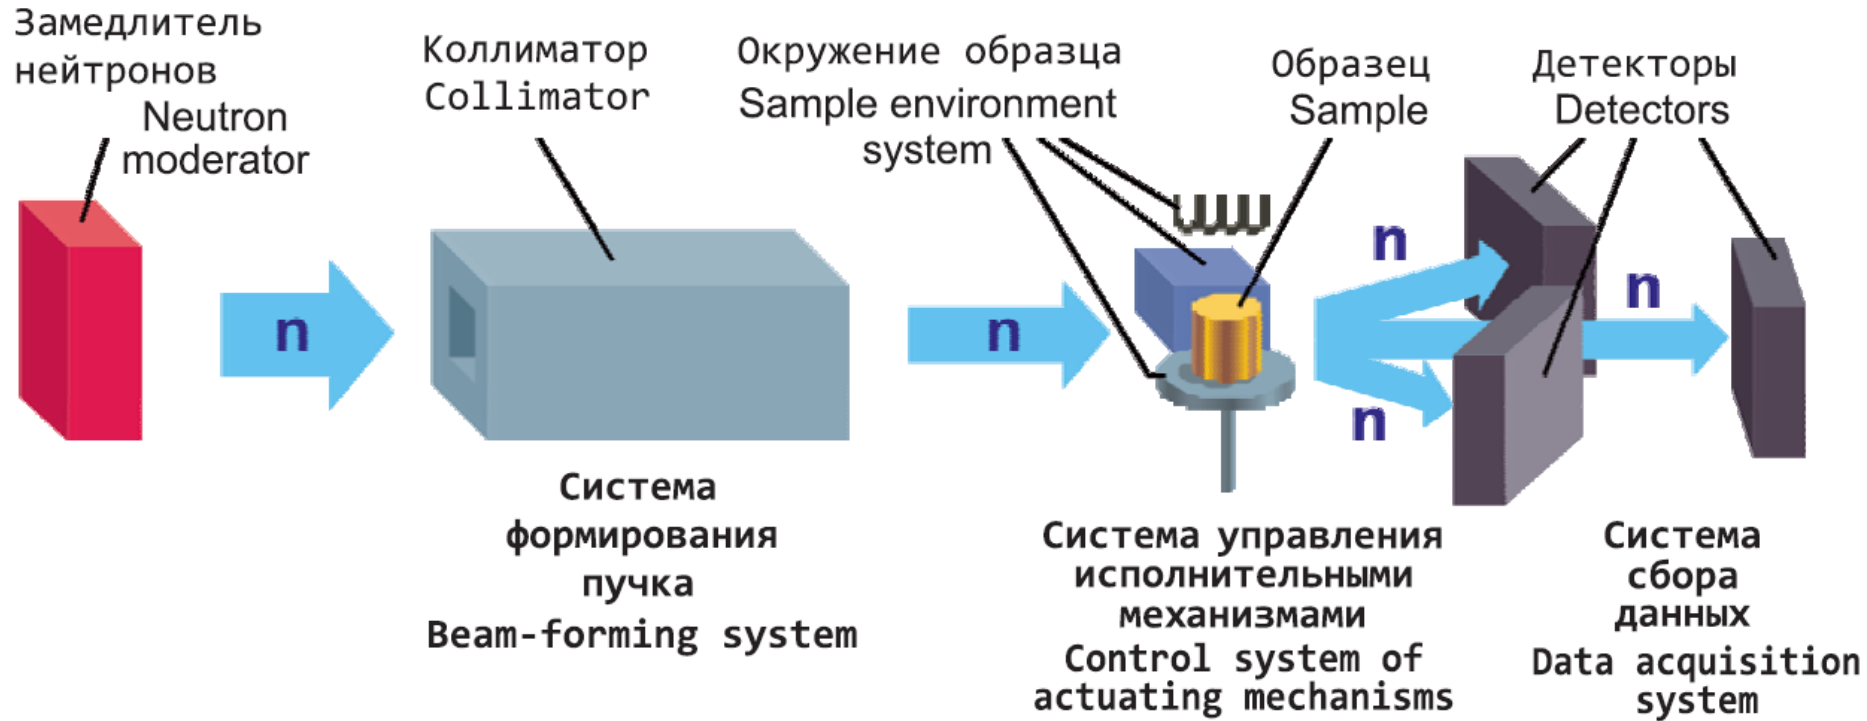 Замедлитель
нейтронов
Neutron
moderator
Коллиматор
Collimator
Окружение образца
Sample environment
system
Образец
Sample
Детекторы
Detectors
n
n
n
n
n
Система
формирования
пучка
Beam-forming system
Система управления
исполнительными
механизмами
Control system of
actuating mechanisms
Система
сбора
данных
Data acquisition
system